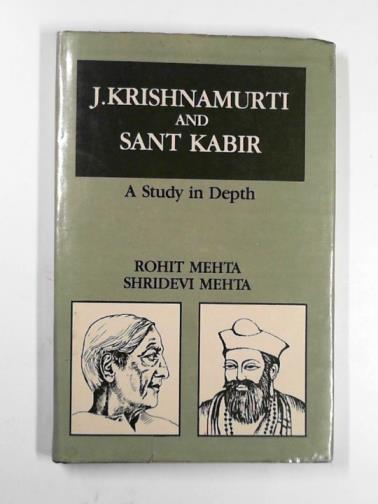 J.KRISHNAMURTI
AND
SANT KABIR
A Study in Depth
ROHIT MEHTA
SHRIDEVI MEHTA